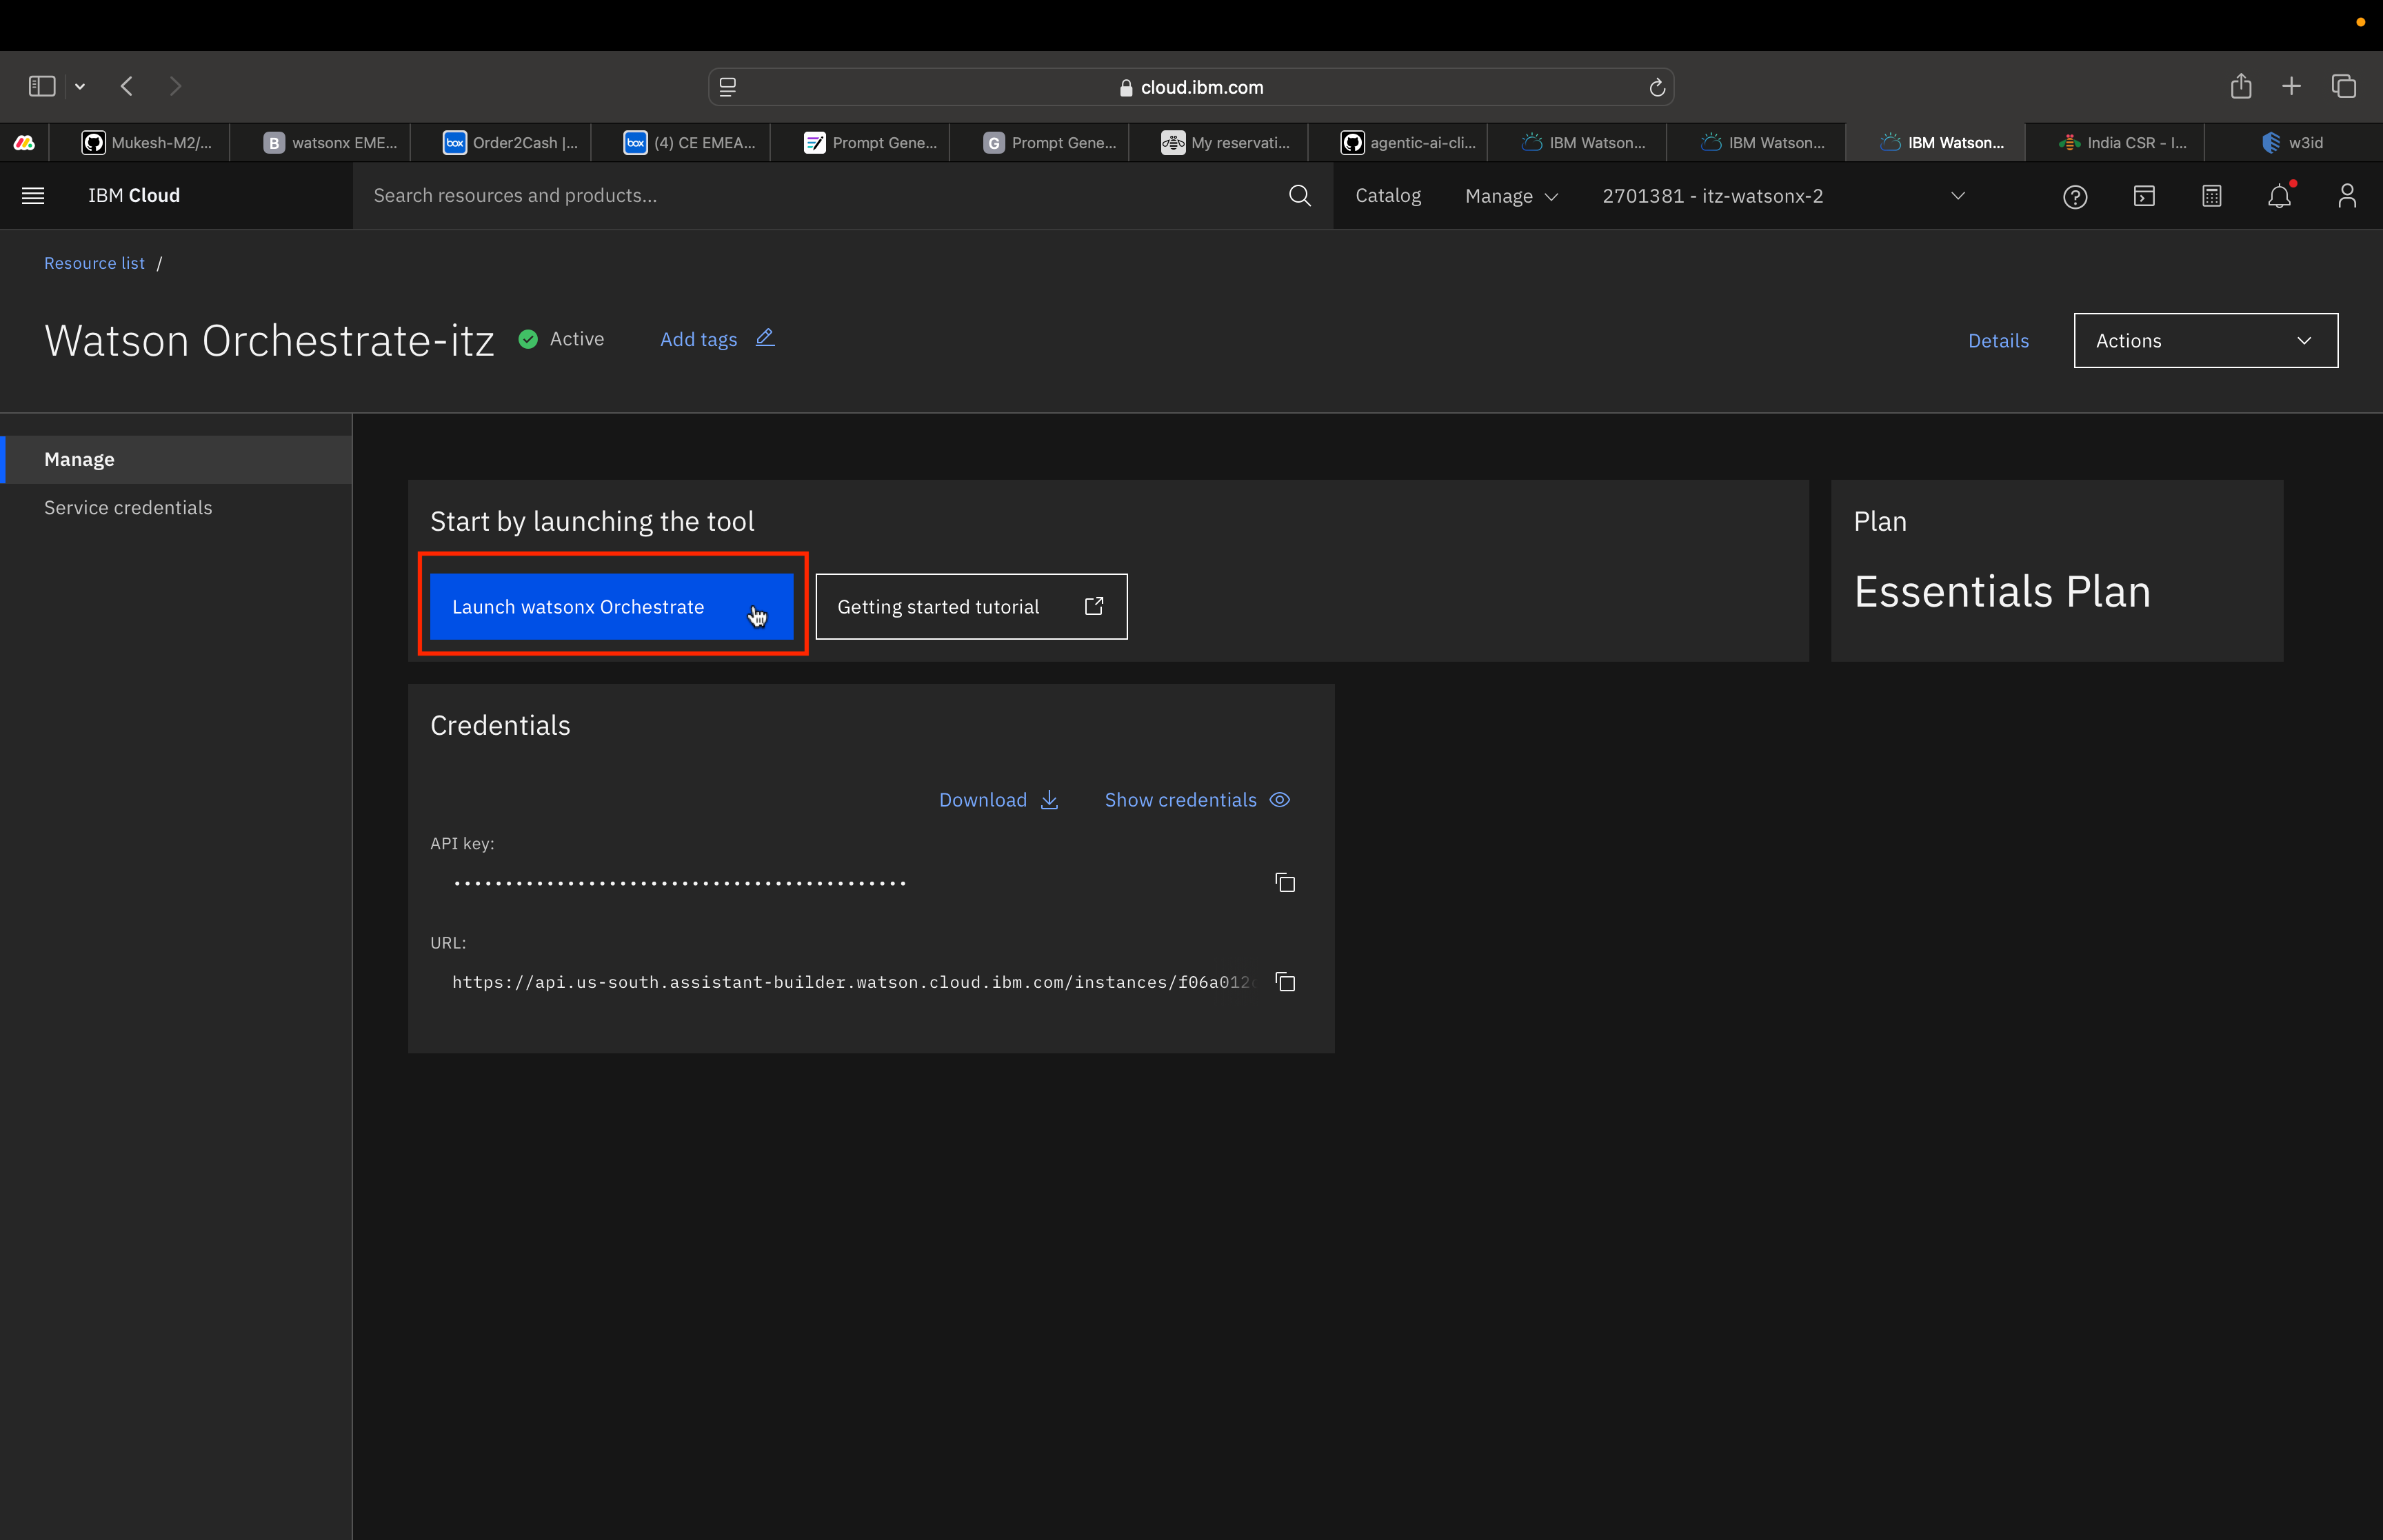 cloud.ibm.com
Mukesh-M2/...
B watsonx EME...
box Order2Cash |...
box (4) CE EMEA...
Prompt Gene...
G Prompt Gene...
My reservati...
agentic-ai-cli...
IBM Watson...
IBM Watson...
IBM Watson...
India CSR - I...
w3id
IBM Cloud
Search resources and products...
Catalog
Manage
2701381 - itz-watsonx-2
Resource list /
Watson Orchestrate-itz
Active
Add tags
Details
Actions
Manage
Service credentials
Start by launching the tool
Launch watsonx Orchestrate
Getting started tutorial
Plan
Essentials Plan
Credentials
Download
Show credentials
API key:
URL:
https://api.us-south.assistant-builder.watson.cloud.ibm.com/instances/f06a012